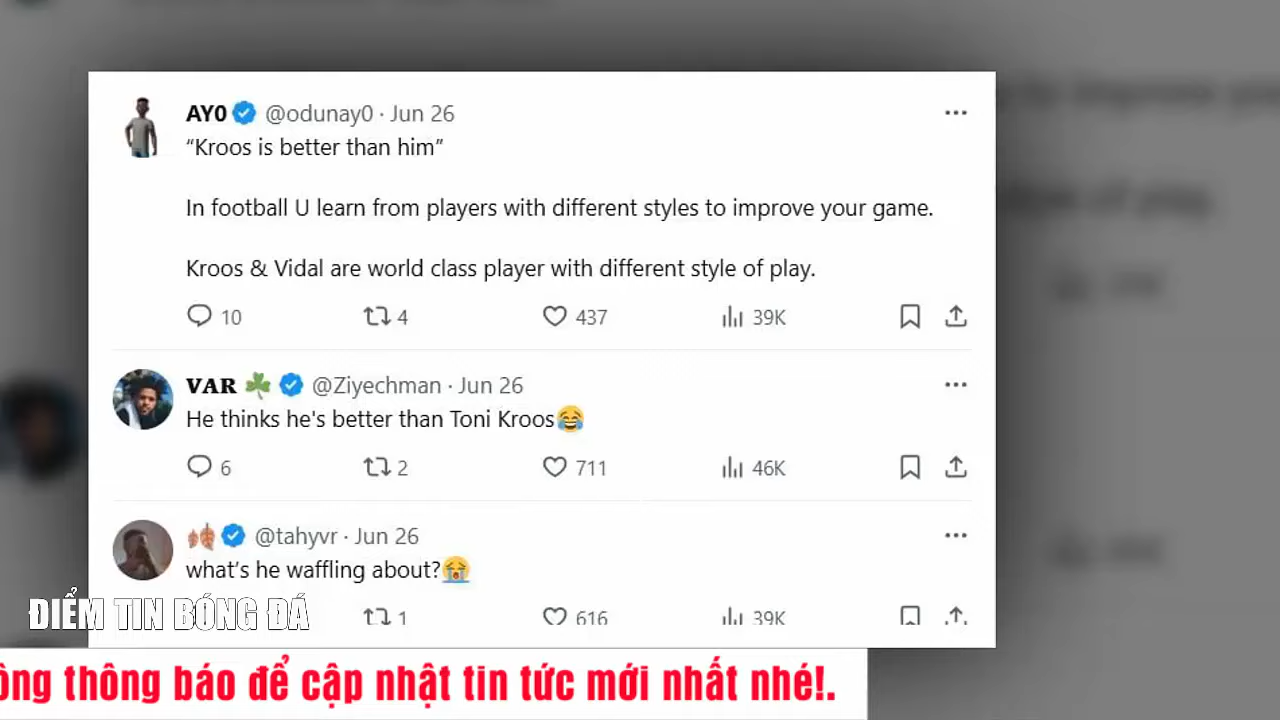 AYO @odunay0 · Jun 26
“Kroos is better than him”
In football U learn from players with different styles to improve your game.
Kroos & Vidal are world class player with different style of play.
10 4 437 39K
VAR ☘️ @Ziyechman · Jun 26
He thinks he's better than Toni Kroos😂
6 2 711 46K
🫁 @tahyvr · Jun 26
what's he waffling about?😭
1 616 39K
ĐIỂM TIN BÓNG ĐÁ
thông báo để cập nhật tin tức mới nhất nhé!.